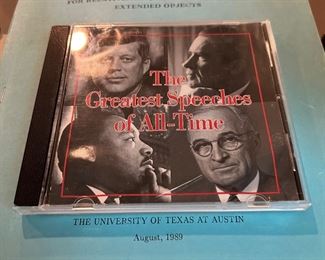 EXTENDED OBJECTS
The
Greatest Speeches
of All-Time
THE UNIVERSITY OF TEXAS AT AUSTIN
August, 1989